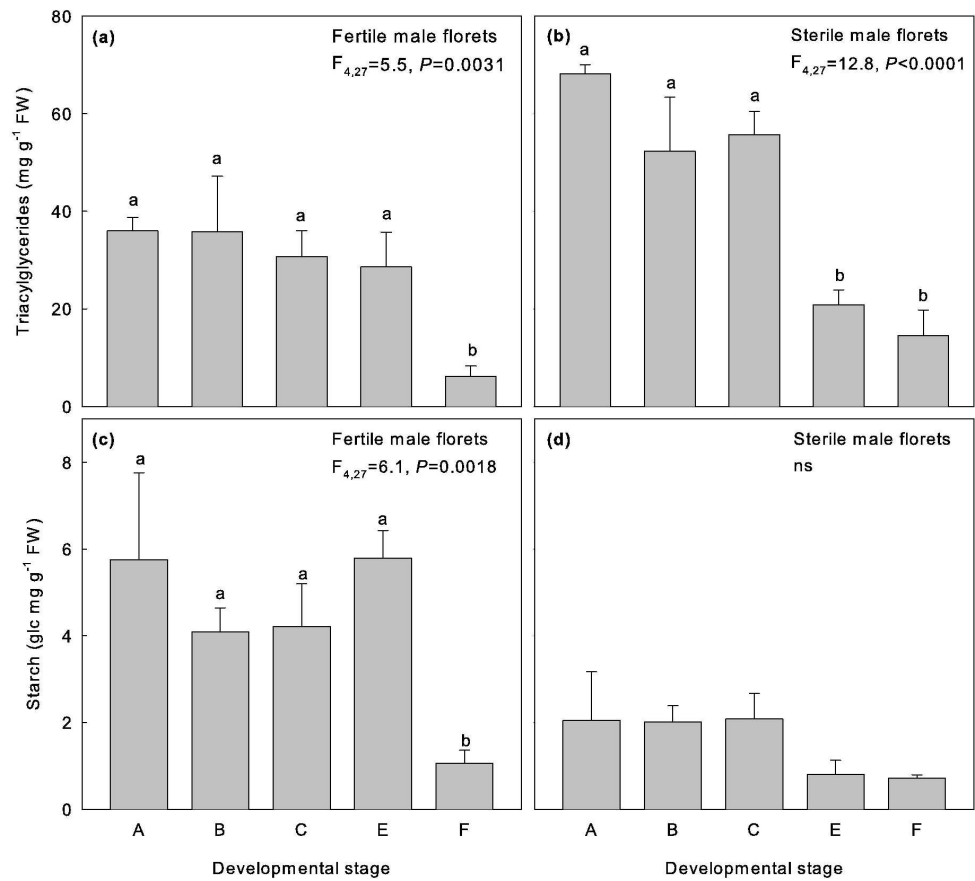 (a)
Fertile male florets
F4,27=5.5, P=0.0031
80
60
40
20
0
Triacylglycerides (mg g-1 FW)
a
a
a
a
b
(b)
Sterile male florets
F4,27=12.8, P<0.0001
a
a
a
b
b
(c)
Fertile male florets
F4,27=6.1, P=0.0018
8
6
4
2
0
Starch (glc mg g-1 FW)
a
a
a
a
b
A B C E F
Developmental stage
(d)
Sterile male florets
ns
A B C E F
Developmental stage